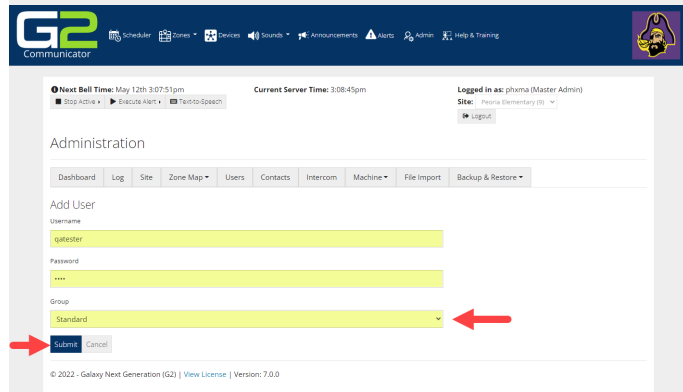 G2
Communicator
Scheduler Zones Devices Sounds Announcements Alerts Admin Help & Training
Next Bell Time: May 12th 3:07:51pm Current Server Time: 3:08:45pm Logged in as: phxma (Master Admin)
Stop Active Execute Alert Text-to-Speech Site: Peoria Elementary (9)
Logout
Administration
Dashboard Log Site Zone Map Users Contacts Intercom Machine File Import Backup & Restore
Add User
Username
qatester
Password
••••
Group
Standard
Submit Cancel
© 2022 - Galaxy Next Generation (G2) | View License | Version: 7.0.0